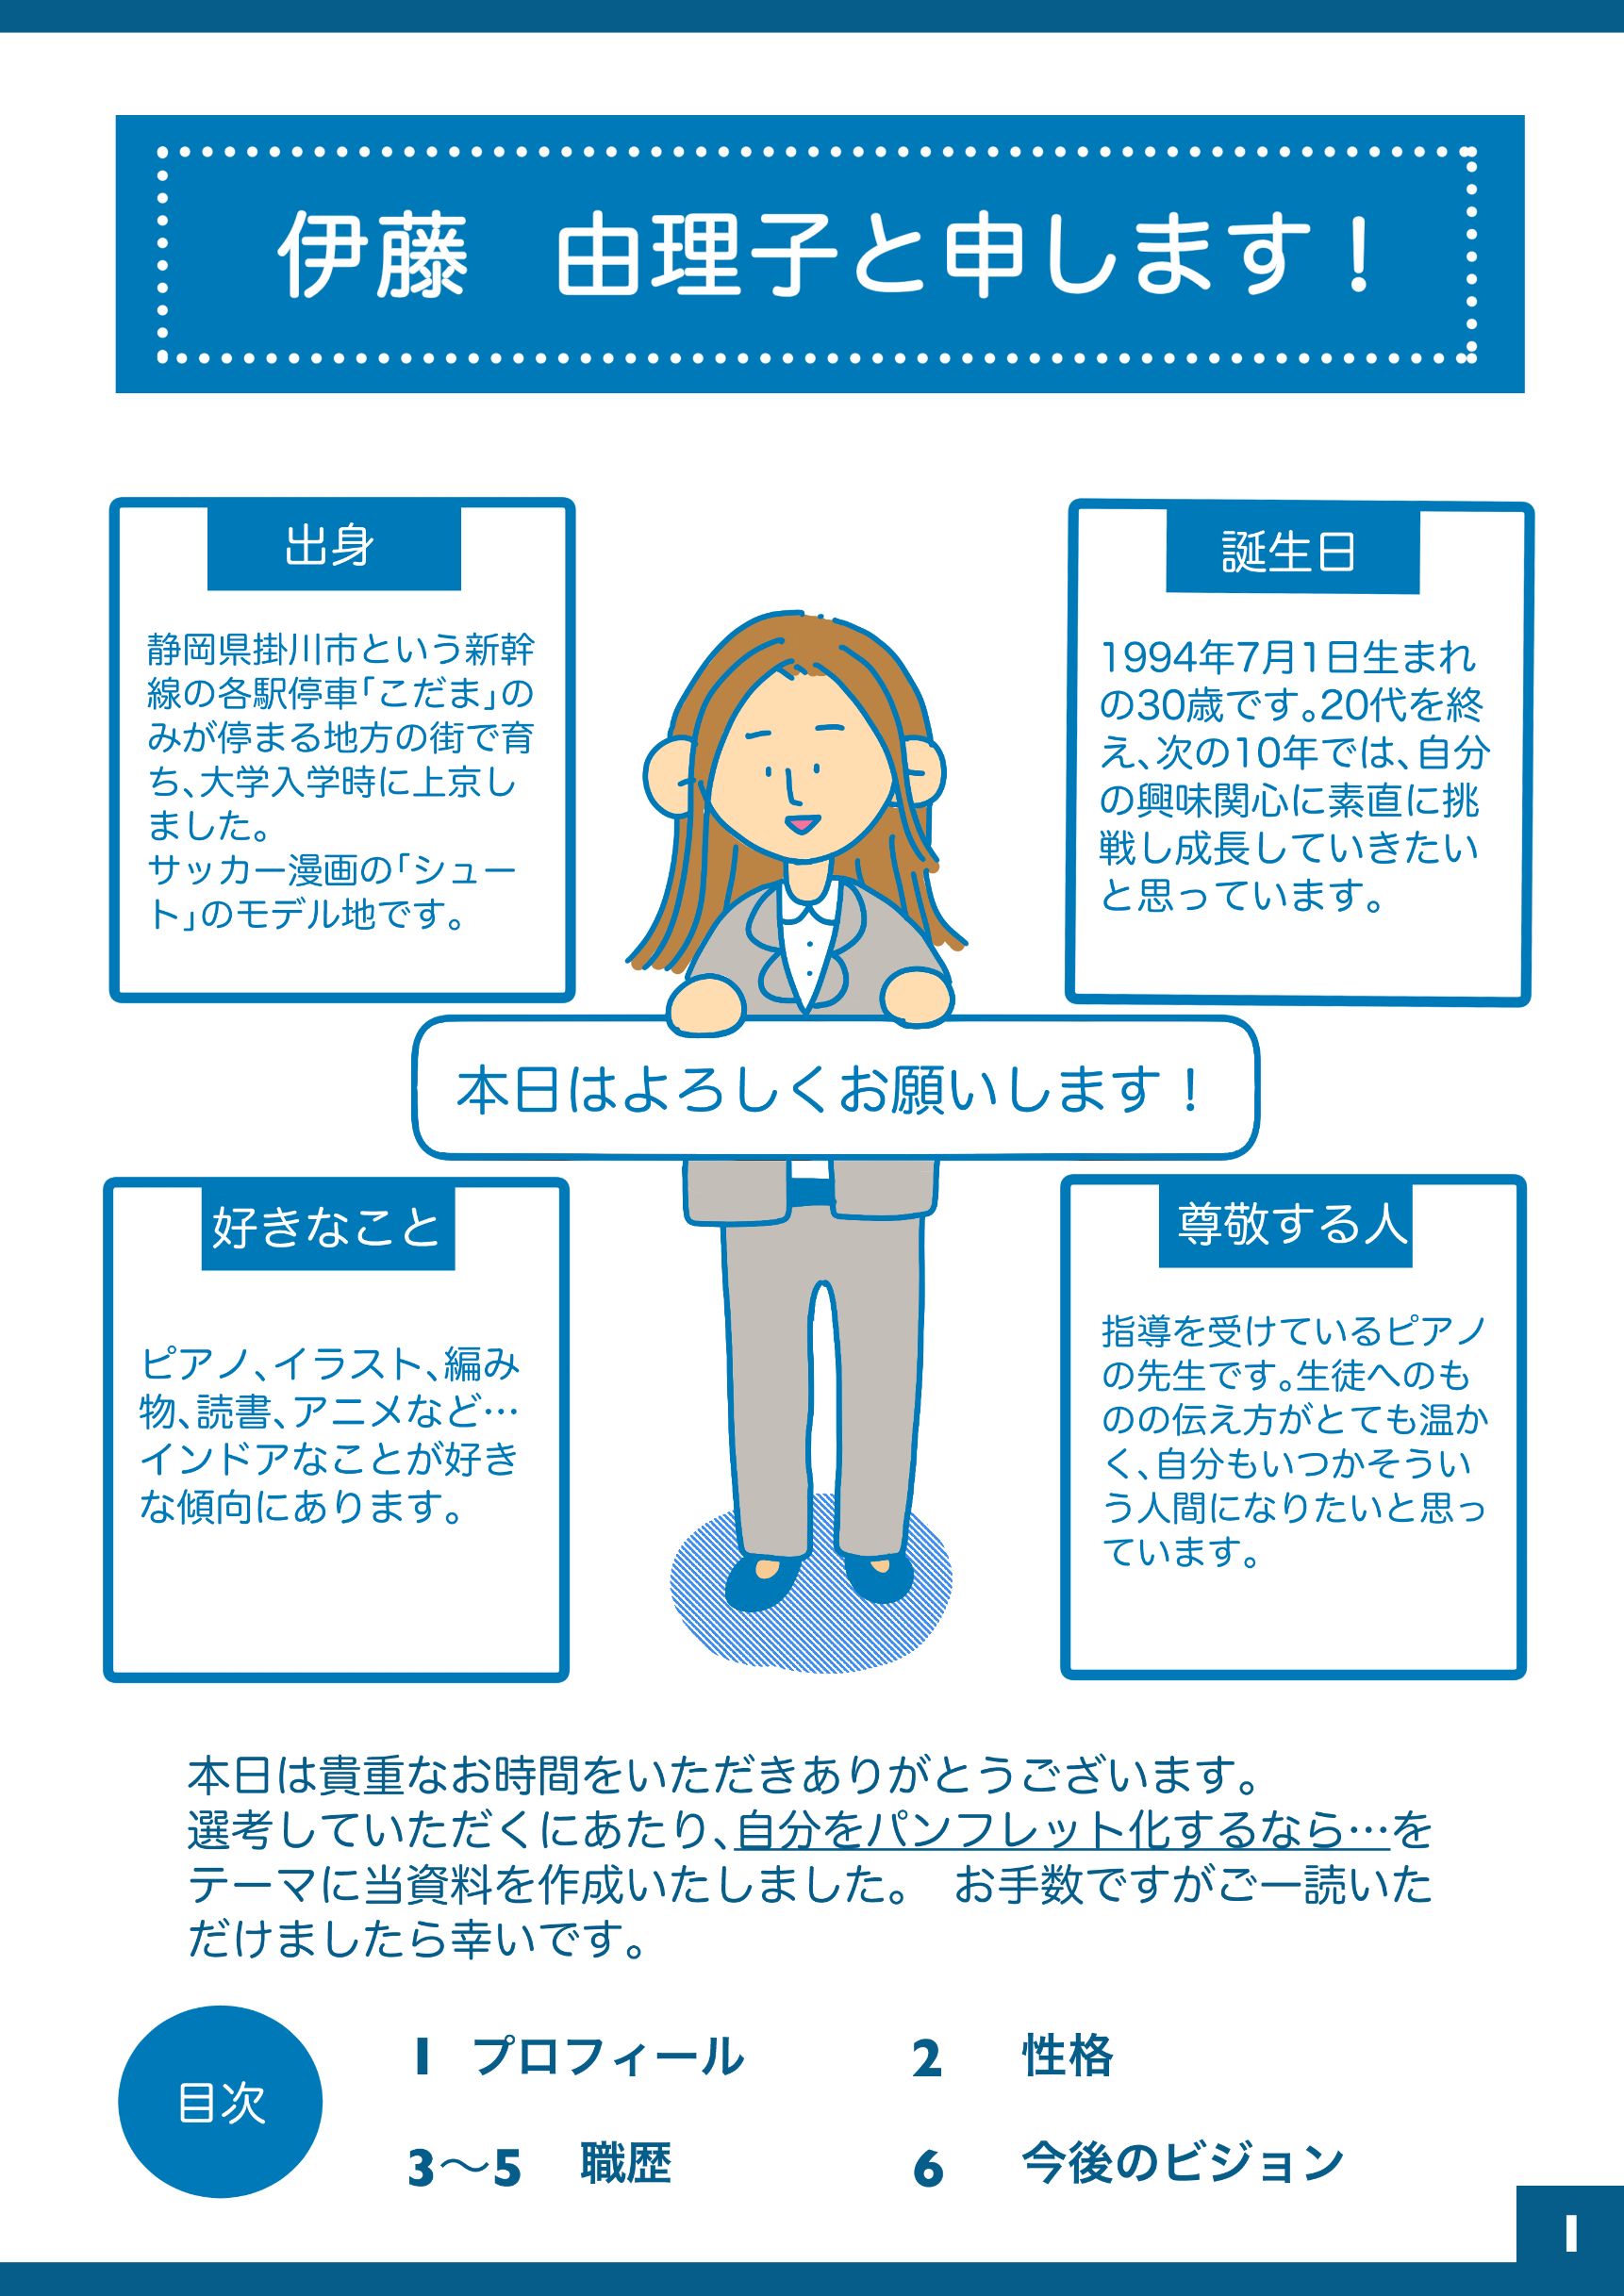 伊藤　由理子と申します！
出身
静岡県掛川市という新幹
線の各駅停車「こだま」の
みが停まる地方の街で育
ち、大学入学時に上京し
ました。
サッカー漫画の「シュー
ト」のモデル地です。
誕生日
1994年7月1日生まれ
の30歳です。20代を終
え、次の10年では、自分
の興味関心に素直に挑
戦し成長していきたい
と思っています。
本日はよろしくお願いします！
好きなこと
ピアノ、イラスト、編み
物、読書、アニメなど…
インドアなことが好き
な傾向にあります。
尊敬する人
指導を受けているピアノ
の先生です。生徒へのも
のの伝え方がとても温か
く、自分もいつかそうい
う人間になりたいと思っ
ています。
本日は貴重なお時間をいただきありがとうございます。
選考していただくにあたり、自分をパンフレット化するなら…を
テーマに当資料を作成いたしました。　お手数ですがご一読いた
だけましたら幸いです。
目次
1　プロフィール
2　性格
3～5　職歴
6　今後のビジョン
1